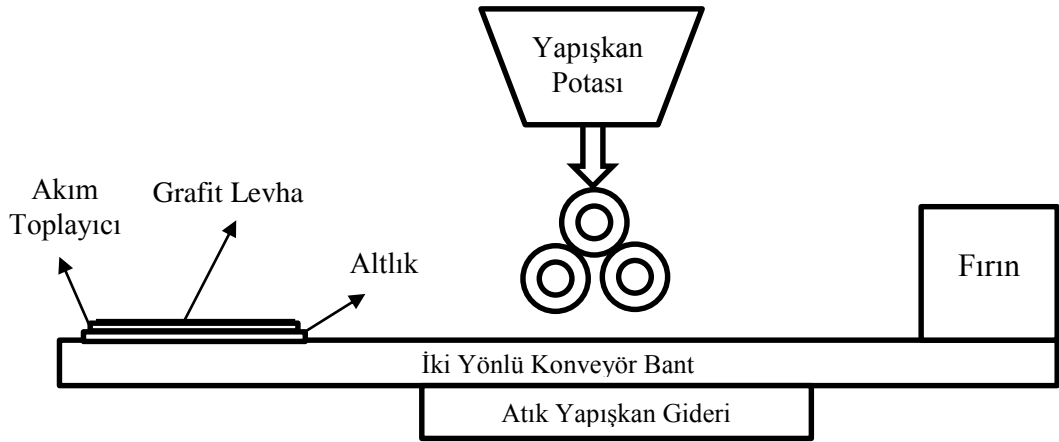 Yapışkan
Potası
Akım
Toplayıcı
Grafit Levha
Altlık
Fırın
İki Yönlü Konveyör Bant
Atık Yapışkan Gideri